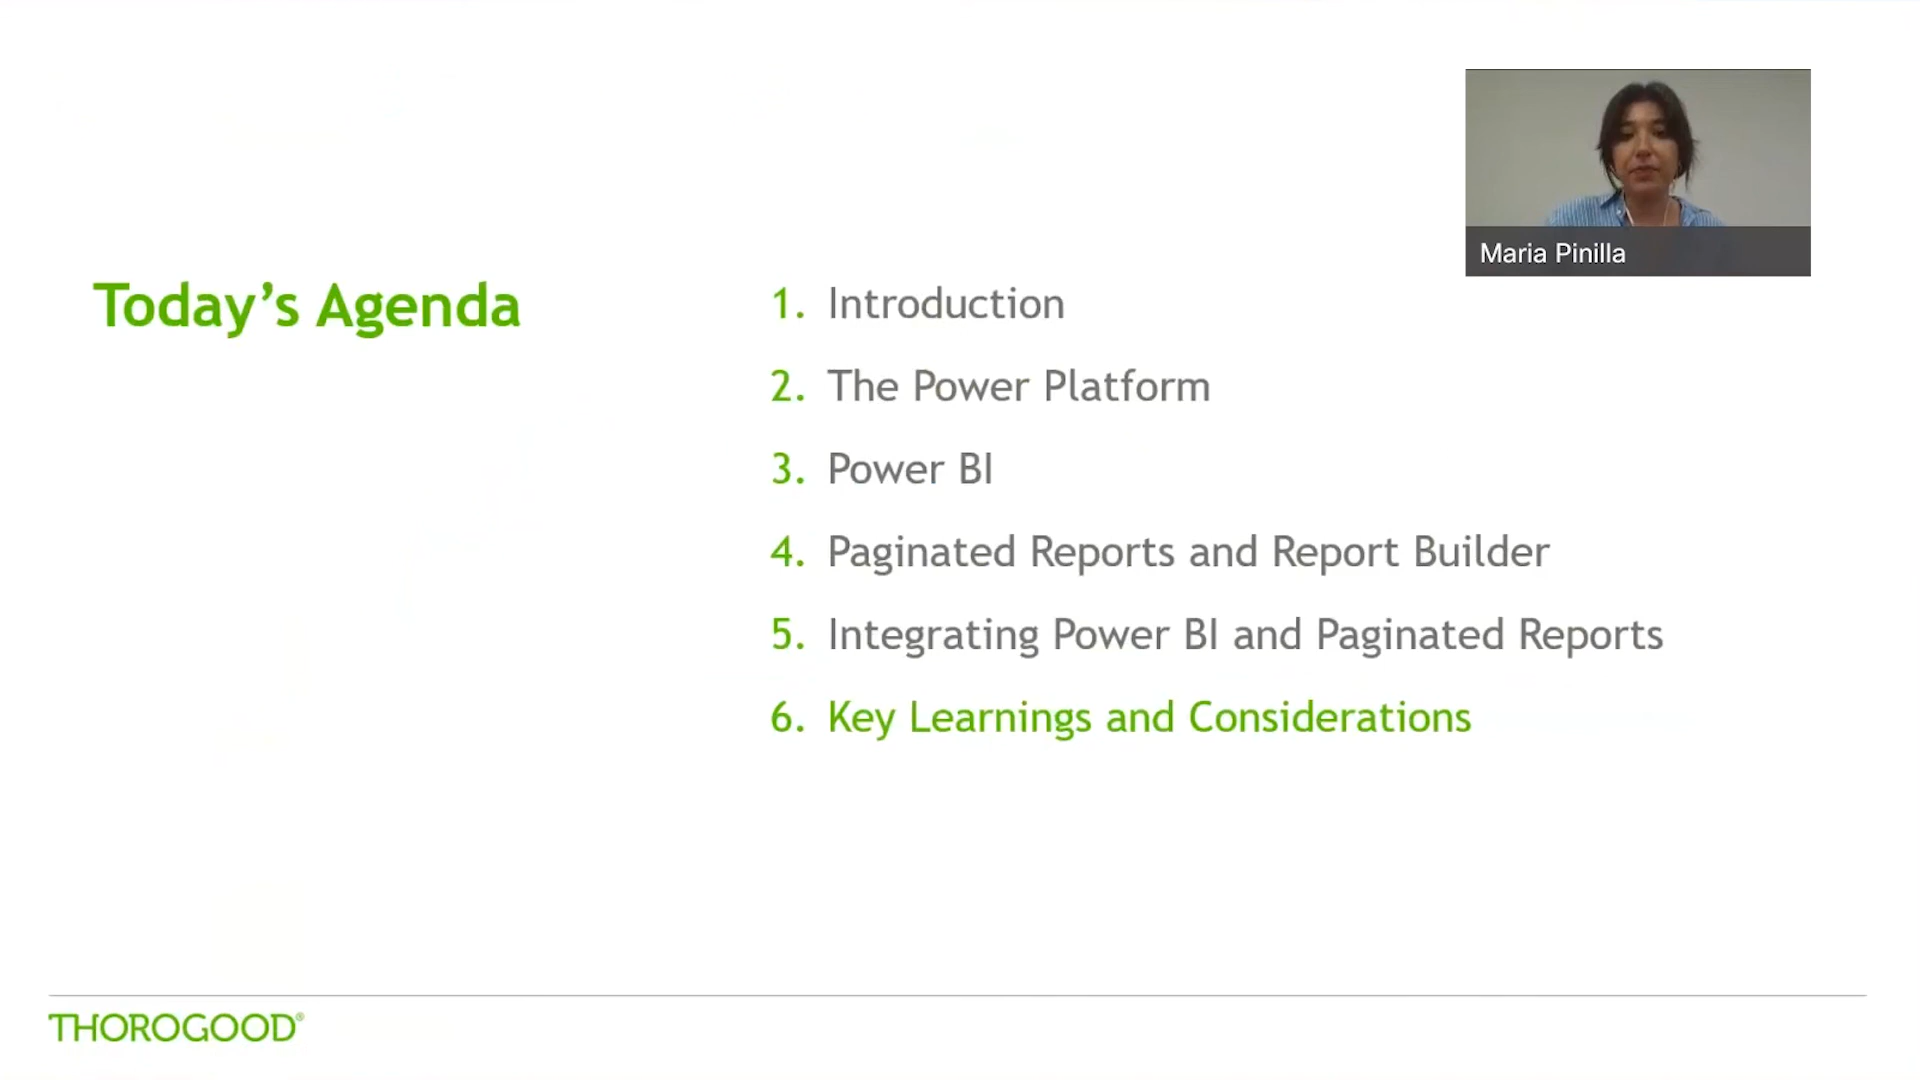 Maria Pinilla
Today’s Agenda
1. Introduction
2. The Power Platform
3. Power BI
4. Paginated Reports and Report Builder
5. Integrating Power BI and Paginated Reports
6. Key Learnings and Considerations
THOROGOOD®